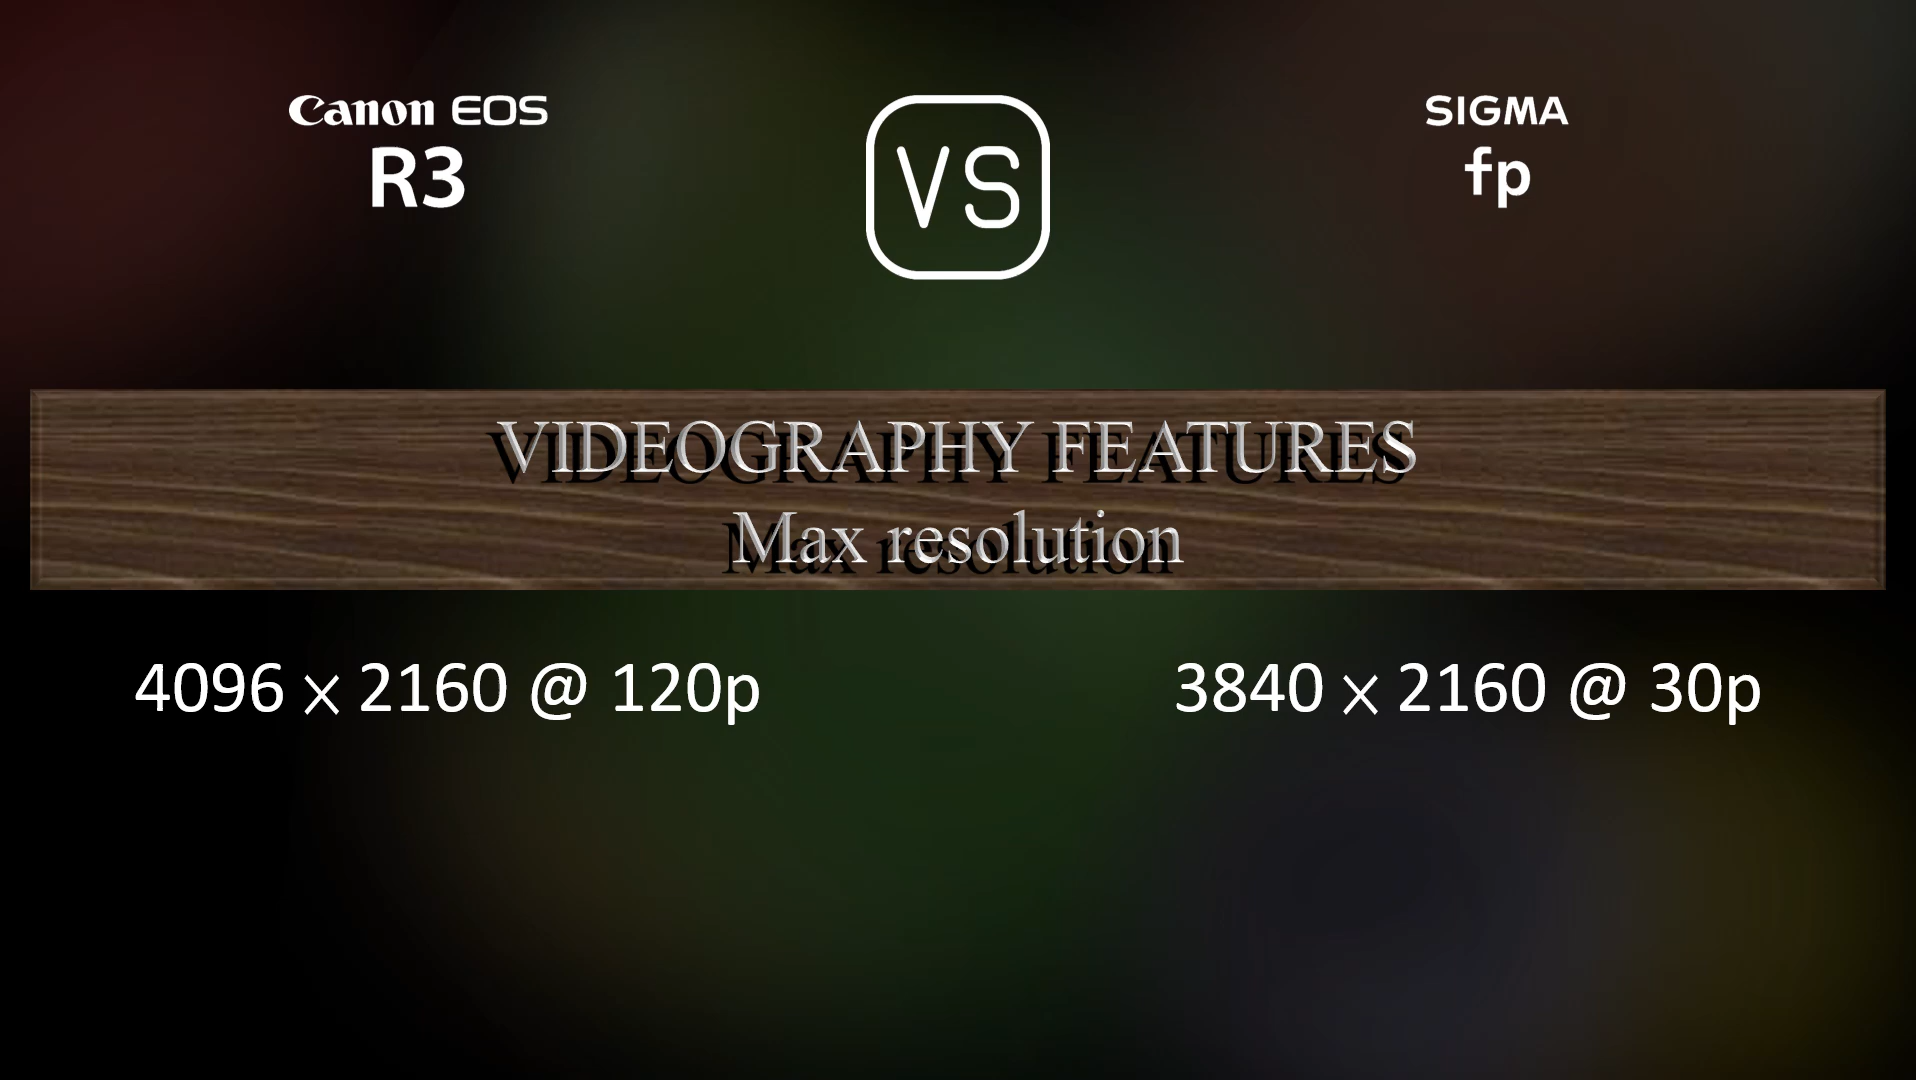 Canon EOS
R3
VS
SIGMA
fp
VIDEOGRAPHY FEATURES
Max resolution
4096 x 2160 @ 120p
3840 x 2160 @ 30p